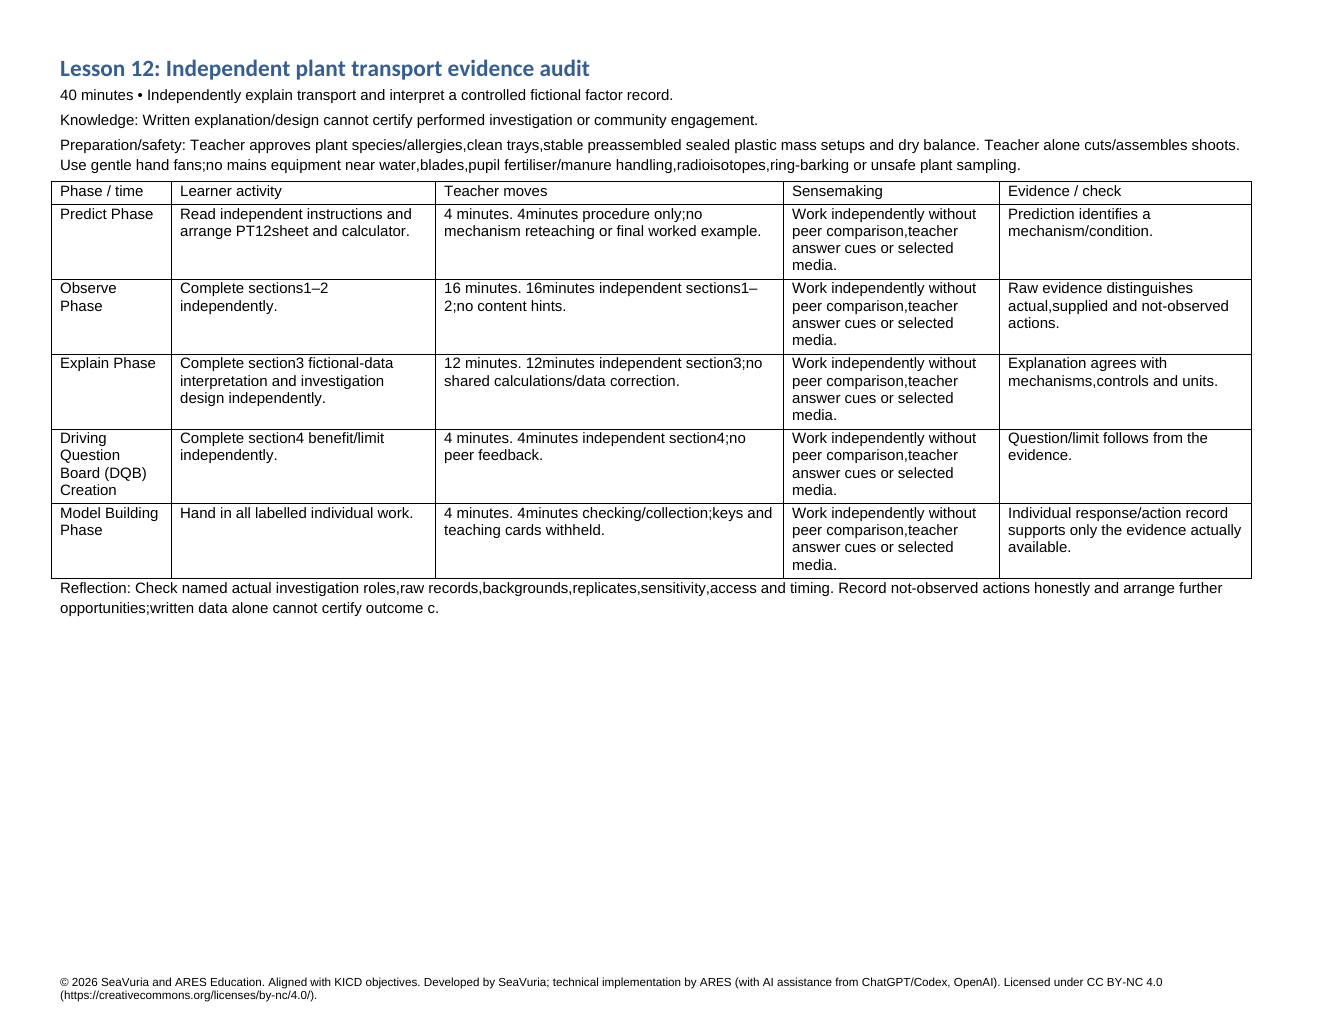 Lesson 12: Independent plant transport evidence audit
40 minutes • Independently explain transport and interpret a controlled fictional factor record.
Knowledge: Written explanation/design cannot certify performed investigation or community engagement.
Preparation/safety: Teacher approves plant species/allergies,clean trays,stable preassembled sealed plastic mass setups and dry balance. Teacher alone cuts/assembles shoots.
Use gentle hand fans;no mains equipment near water,blades,pupil fertiliser/manure handling,radioisotopes,ring-barking or unsafe plant sampling.
Phase / time
Learner activity
Teacher moves
Sensemaking
Evidence / check
Predict Phase
Read independent instructions and
arrange PT12sheet and calculator.
4 minutes. 4minutes procedure only;no
mechanism reteaching or final worked example.
Work independently without
peer comparison,teacher
answer cues or selected
media.
Prediction identifies a
mechanism/condition.
Observe
Phase
Complete sections1–2
independently.
16 minutes. 16minutes independent sections1–
2;no content hints.
Work independently without
peer comparison,teacher
answer cues or selected
media.
Raw evidence distinguishes
actual,supplied and not-observed
actions.
Explain Phase
Complete section3 fictional-data
interpretation and investigation
design independently.
12 minutes. 12minutes independent section3;no
shared calculations/data correction.
Work independently without
peer comparison,teacher
answer cues or selected
media.
Explanation agrees with
mechanisms,controls and units.
Driving
Question
Board (DQB)
Creation
Complete section4 benefit/limit
independently.
4 minutes. 4minutes independent section4;no
peer feedback.
Work independently without
peer comparison,teacher
answer cues or selected
media.
Question/limit follows from the
evidence.
Model Building
Phase
Hand in all labelled individual work.
4 minutes. 4minutes checking/collection;keys and
teaching cards withheld.
Work independently without
peer comparison,teacher
answer cues or selected
media.
Individual response/action record
supports only the evidence actually
available.
Reflection: Check named actual investigation roles,raw records,backgrounds,replicates,sensitivity,access and timing. Record not-observed actions honestly and arrange further
opportunities;written data alone cannot certify outcome c.
© 2026 SeaVuria and ARES Education. Aligned with KICD objectives. Developed by SeaVuria; technical implementation by ARES (with AI assistance from ChatGPT/Codex, OpenAI). Licensed under CC BY-NC 4.0
(https://creativecommons.org/licenses/by-nc/4.0/).